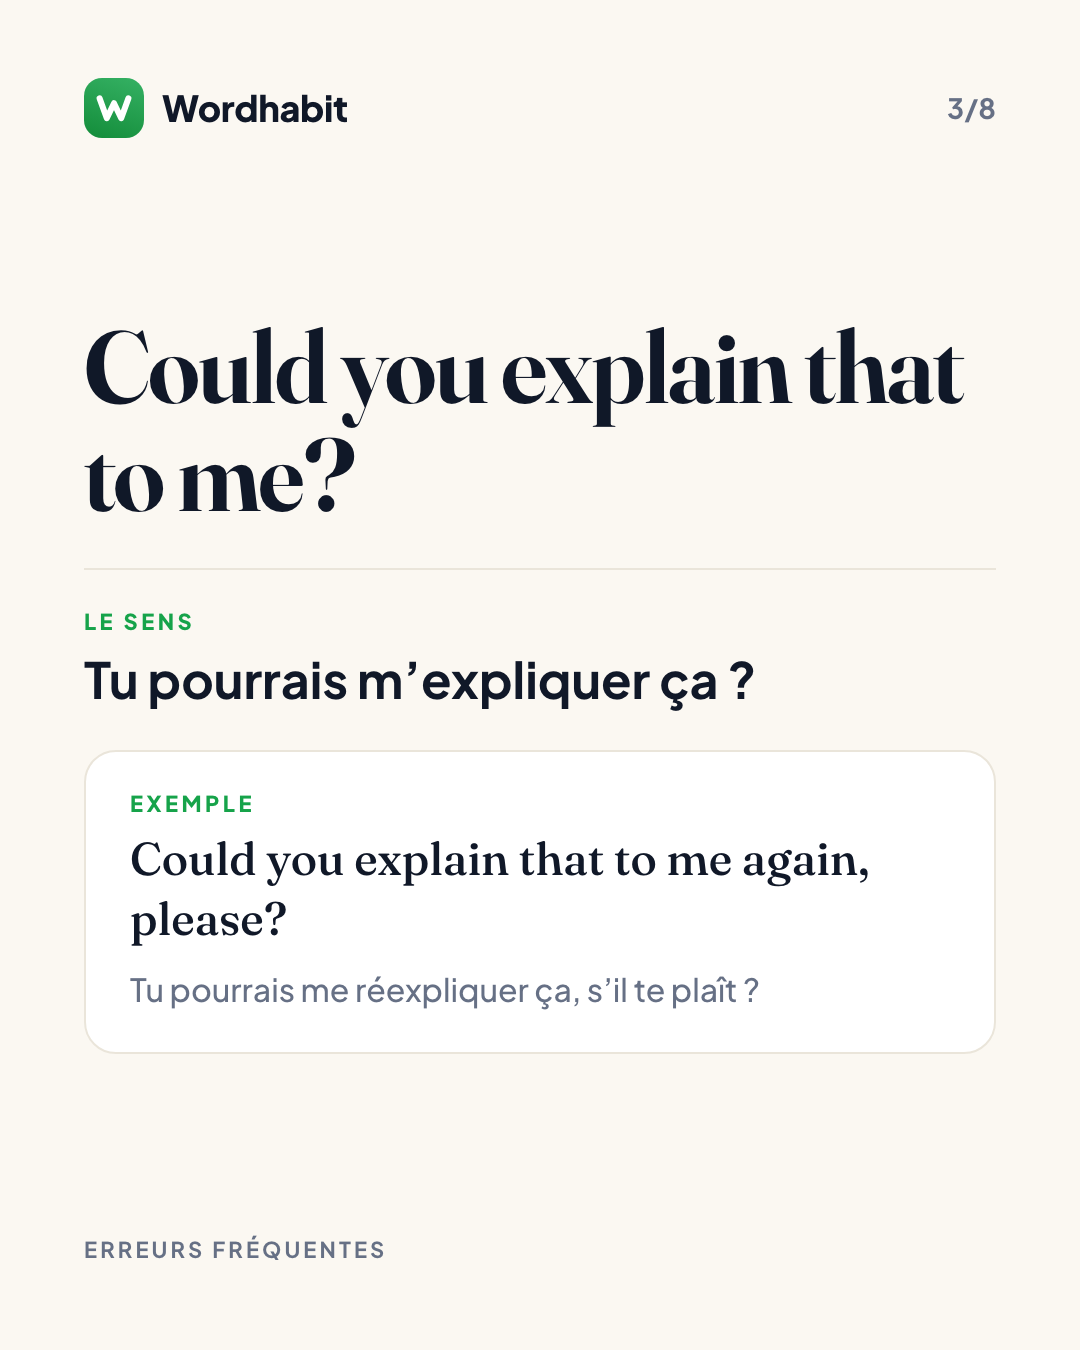 Wordhabit
3/8
Could you explain that
to me?
LE SENS
Tu pourrais m’expliquer ça ?
EXEMPLE
Could you explain that to me again,
please?
Tu pourrais me réexpliquer ça, s’il te plaît ?
ERREURS FRÉQUENTES